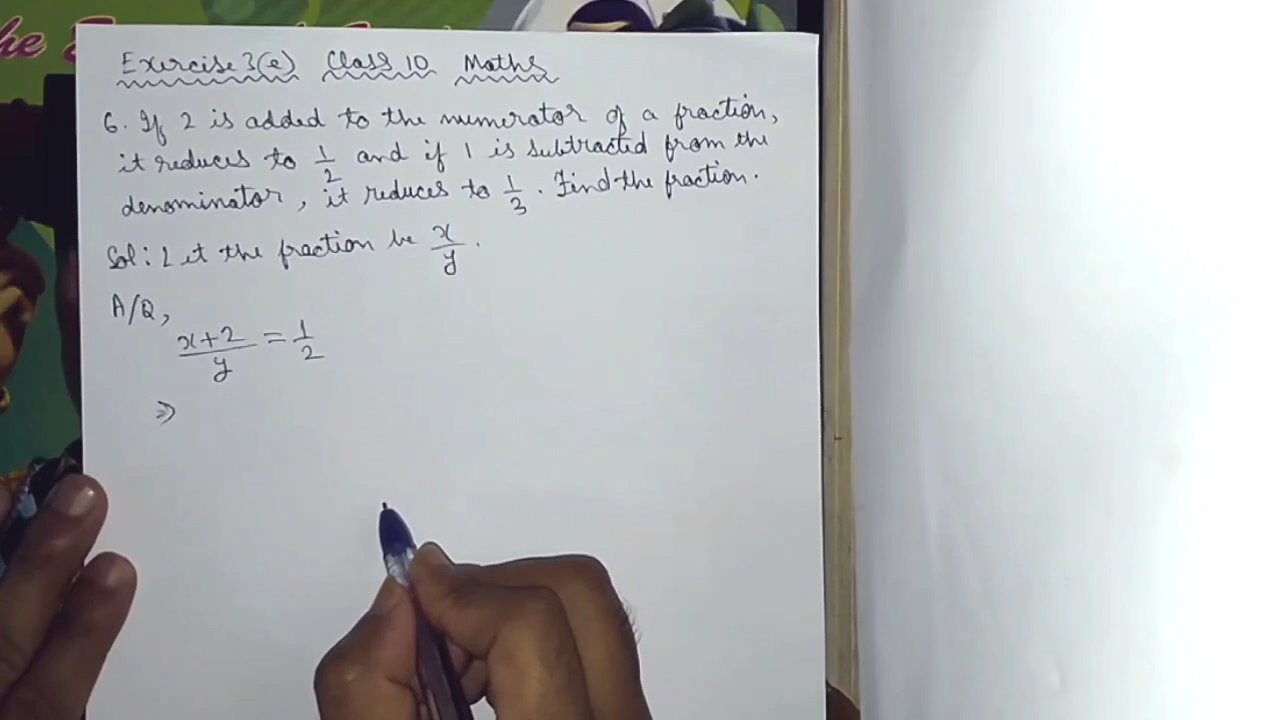 he
Exercise 3(e) Class 10 Maths
6. If 2 is added to the numerator of a fraction,
it reduces to 1/2 and if 1 is subtracted from the
denominator, it reduces to 1/3. Find the fraction.
Sol: Let the fraction be x/y.
A/Q,
x+2/y = 1/2
⇒